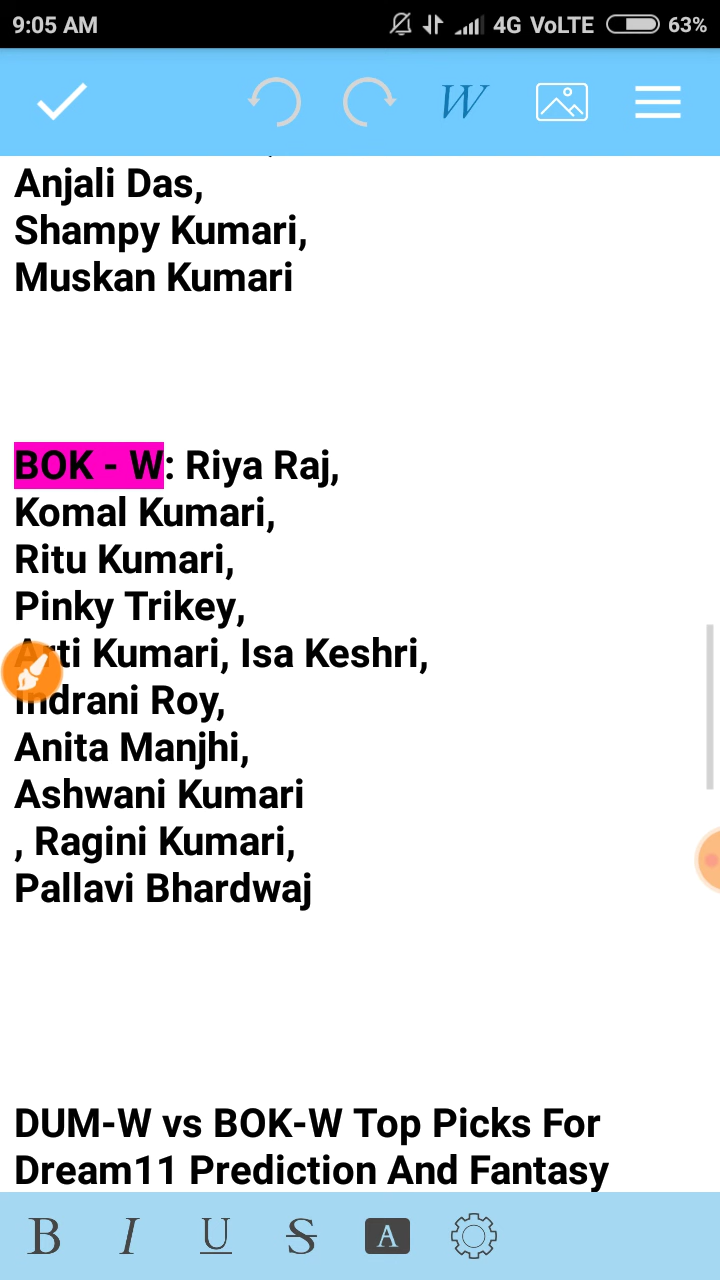 9:05 AM 4G VoLTE 63%
W
Anjali Das,
Shampy Kumari,
Muskan Kumari
BOK - W: Riya Raj,
Komal Kumari,
Ritu Kumari,
Pinky Trikey,
Arti Kumari, Isa Keshri,
Indrani Roy,
Anita Manjhi,
Ashwani Kumari
, Ragini Kumari,
Pallavi Bhardwaj
DUM-W vs BOK-W Top Picks For
Dream11 Prediction And Fantasy
B I U S A